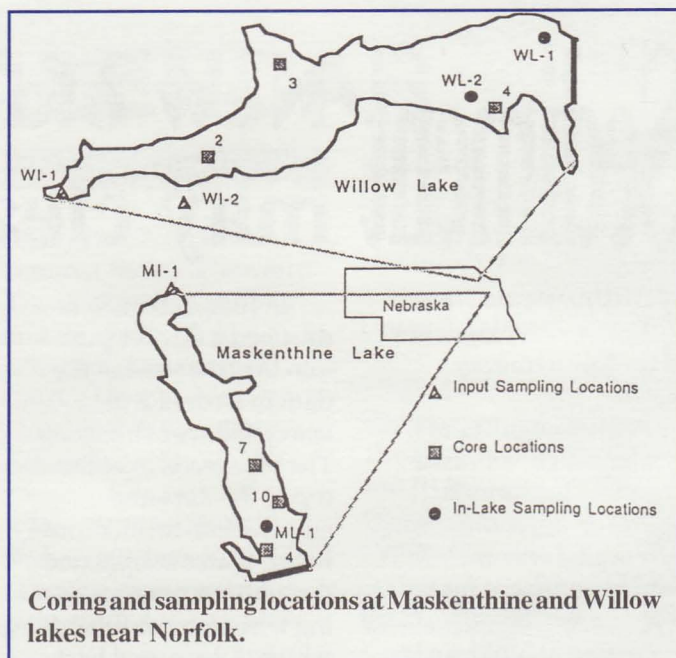 WL-1
3
WL-2
4
2
WI-1
WI-2
Willow Lake
MI-1
Nebraska
Maskenthine Lake
Input Sampling Locations
7
Core Locations
10
ML-1
In-Lake Sampling Locations
4
Coring and sampling locations at Maskenthine and Willow
lakes near Norfolk.